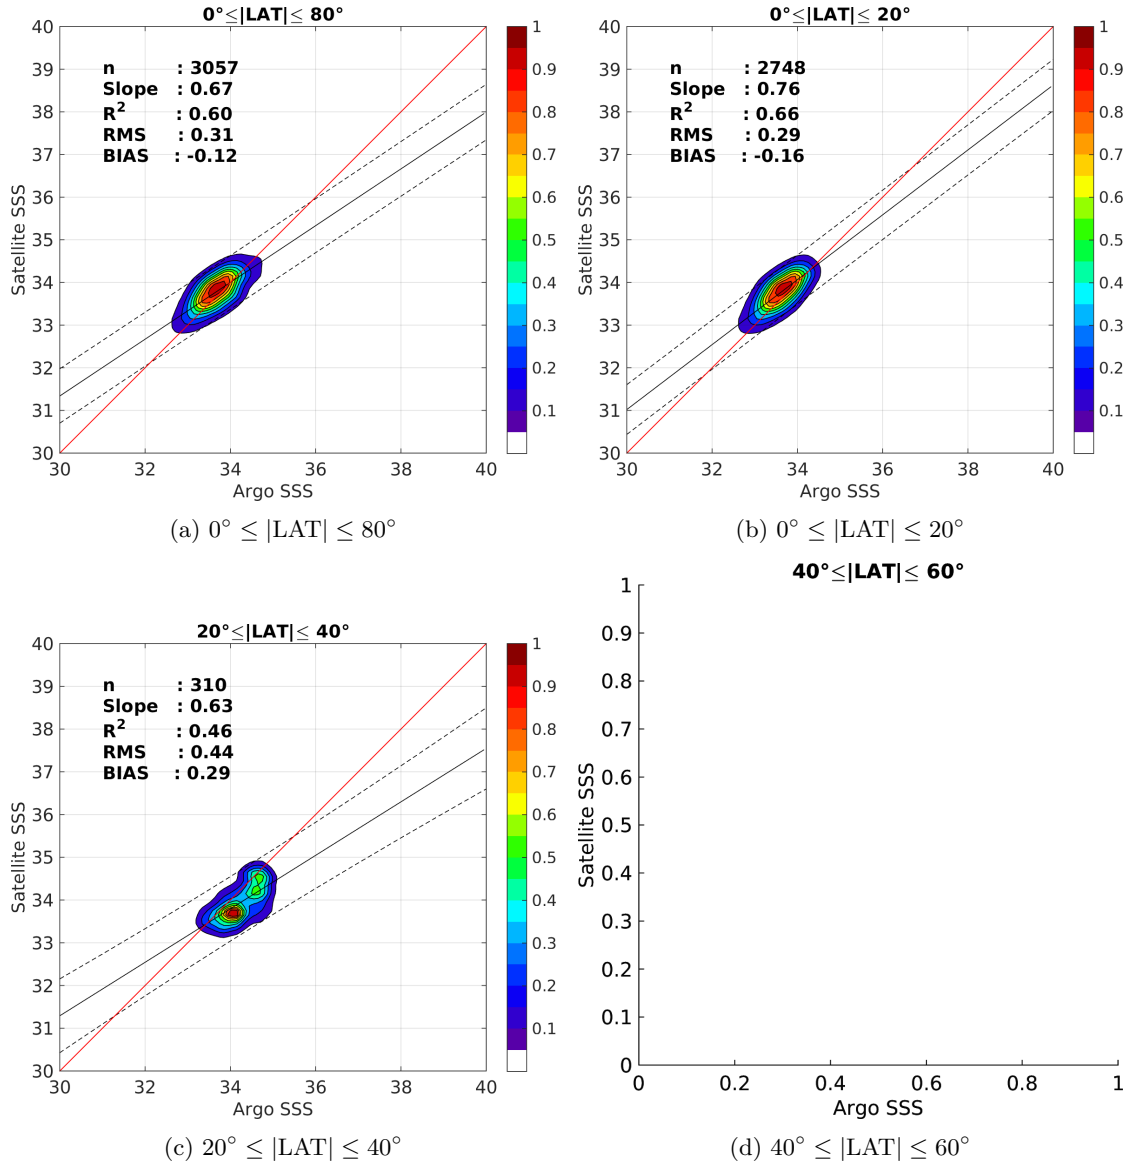 0°≤|LAT|≤ 80°
n : 3057
Slope : 0.67
R² : 0.60
RMS : 0.31
BIAS : -0.12
40
39
38
37
36
35
34
33
32
31
30
30 32 34 36 38 40
Satellite SSS
Argo SSS
1
0.9
0.8
0.7
0.6
0.5
0.4
0.3
0.2
0.1
(a) 0° ≤ |LAT| ≤ 80°
0°≤|LAT|≤ 20°
n : 2748
Slope : 0.76
R² : 0.66
RMS : 0.29
BIAS : -0.16
40
39
38
37
36
35
34
33
32
31
30
30 32 34 36 38 40
Satellite SSS
Argo SSS
1
0.9
0.8
0.7
0.6
0.5
0.4
0.3
0.2
0.1
(b) 0° ≤ |LAT| ≤ 20°
20°≤|LAT|≤ 40°
n : 310
Slope : 0.63
R² : 0.46
RMS : 0.44
BIAS : 0.29
40
39
38
37
36
35
34
33
32
31
30
30 32 34 36 38 40
Satellite SSS
Argo SSS
1
0.9
0.8
0.7
0.6
0.5
0.4
0.3
0.2
0.1
(c) 20° ≤ |LAT| ≤ 40°
40°≤|LAT|≤ 60°
1
0.9
0.8
0.7
0.6
0.5
0.4
0.3
0.2
0.1
0
0 0.2 0.4 0.6 0.8 1
Satellite SSS
Argo SSS
(d) 40° ≤ |LAT| ≤ 60°